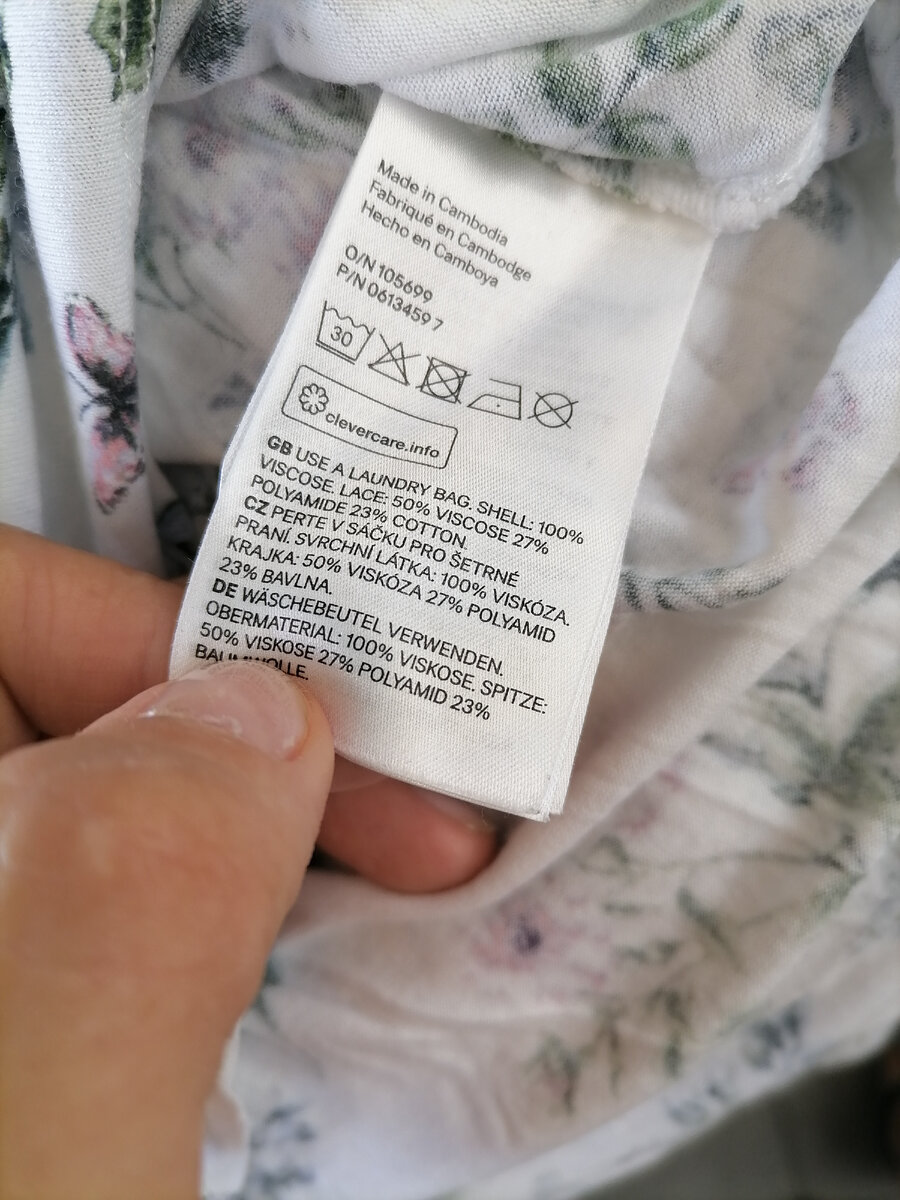 Made in Cambodia
Fabriqué en Cambodge
Hecho en Camboya
O/N 105699
P/N 0613459 7
30
clevercare.info
GB USE A LAUNDRY BAG. SHELL: 100%
VISCOSE. LACE: 50% VISCOSE 27%
POLYAMIDE 23% COTTON.
CZ PERTE V SÁČKU PRO ŠETRNÉ
PRANÍ. SVRCHNÍ LÁTKA: 100% VISKÓZA.
KRAJKA: 50% VISKÓZA 27% POLYAMID
23% BAVLNA.
DE WÄSCHEBEUTEL VERWENDEN.
OBERMATERIAL: 100% VISKOSE. SPITZE:
50% VISKOSE 27% POLYAMID 23%
BAUMWOLLE.